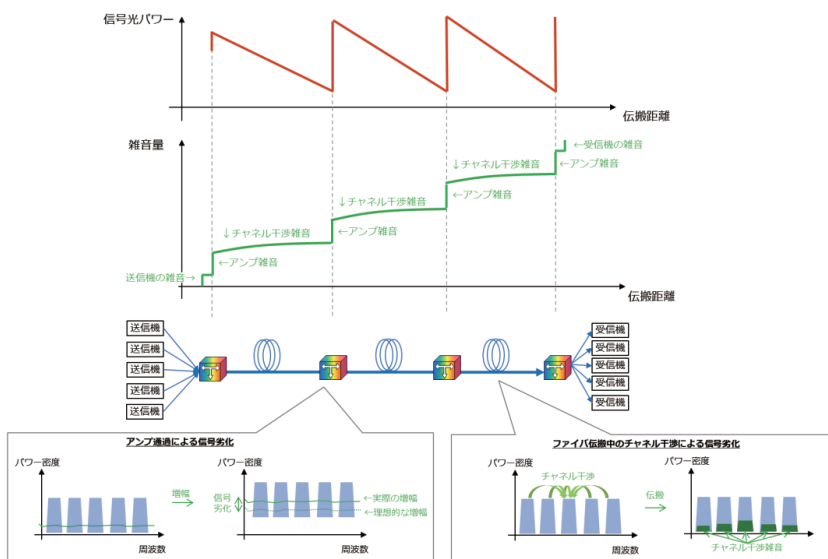 信号光パワー
伝搬距離
雑音量
←受信機の雑音
↓チャネル干渉雑音
←アンプ雑音
↓チャネル干渉雑音
←アンプ雑音
↓チャネル干渉雑音
←アンプ雑音
←アンプ雑音
送信機の雑音→
伝搬距離
送信機
送信機
送信機
送信機
送信機
受信機
受信機
受信機
受信機
受信機
アンプ通過による信号劣化
パワー密度
増幅
→
周波数
パワー密度
信号
劣化
←実際の増幅
←理想的な増幅
周波数
ファイバ伝搬中のチャネル干渉による信号劣化
パワー密度
チャネル干渉
周波数
伝搬
→
パワー密度
周波数
チャネル干渉雑音